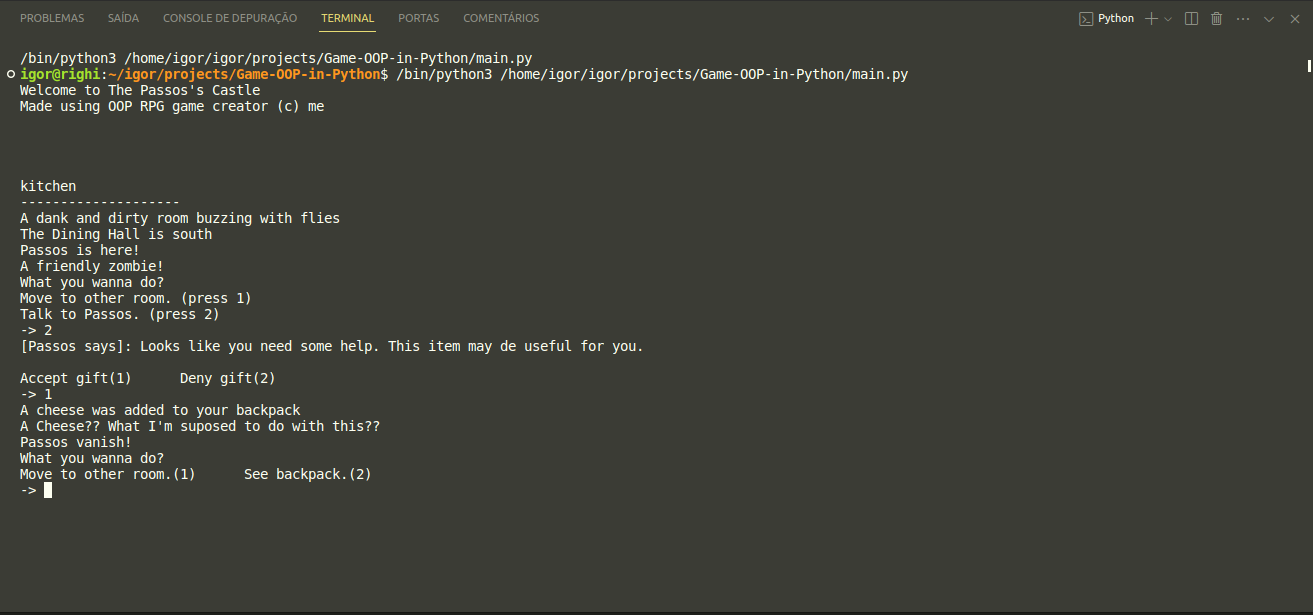 PROBLEMAS SAÍDA CONSOLE DE DEPURAÇÃO TERMINAL PORTAS COMENTÁRIOS Python
/bin/python3 /home/igor/igor/projects/Game-OOP-in-Python/main.py
igor@righi:~/igor/projects/Game-OOP-in-Python$ /bin/python3 /home/igor/igor/projects/Game-OOP-in-Python/main.py
Welcome to The Passos's Castle
Made using OOP RPG game creator (c) me
kitchen
--------------------
A dank and dirty room buzzing with flies
The Dining Hall is south
Passos is here!
A friendly zombie!
What you wanna do?
Move to other room. (press 1)
Talk to Passos. (press 2)
-> 2
[Passos says]: Looks like you need some help. This item may de useful for you.
Accept gift(1)      Deny gift(2)
-> 1
A cheese was added to your backpack
A Cheese?? What I'm suposed to do with this??
Passos vanish!
What you wanna do?
Move to other room.(1)      See backpack.(2)
->